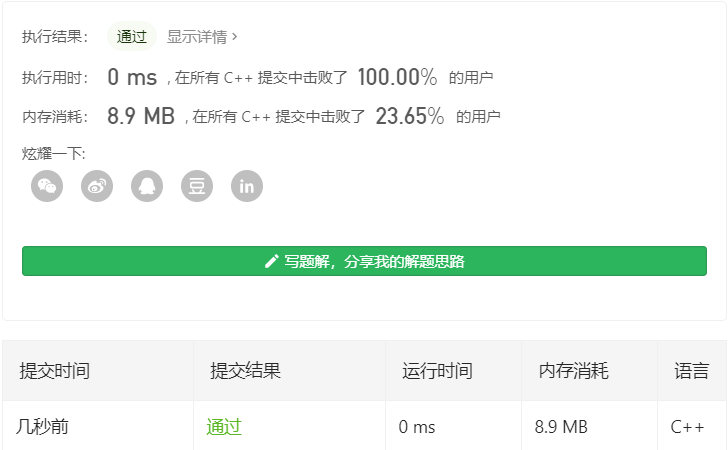 执行结果： 通过 显示详情 ›
执行用时： 0 ms , 在所有 C++ 提交中击败了 100.00% 的用户
内存消耗： 8.9 MB , 在所有 C++ 提交中击败了 23.65% 的用户
炫耀一下:
豆 in
写题解，分享我的解题思路
提交时间 提交结果 运行时间 内存消耗 语言
几秒前 通过 0 ms 8.9 MB C++